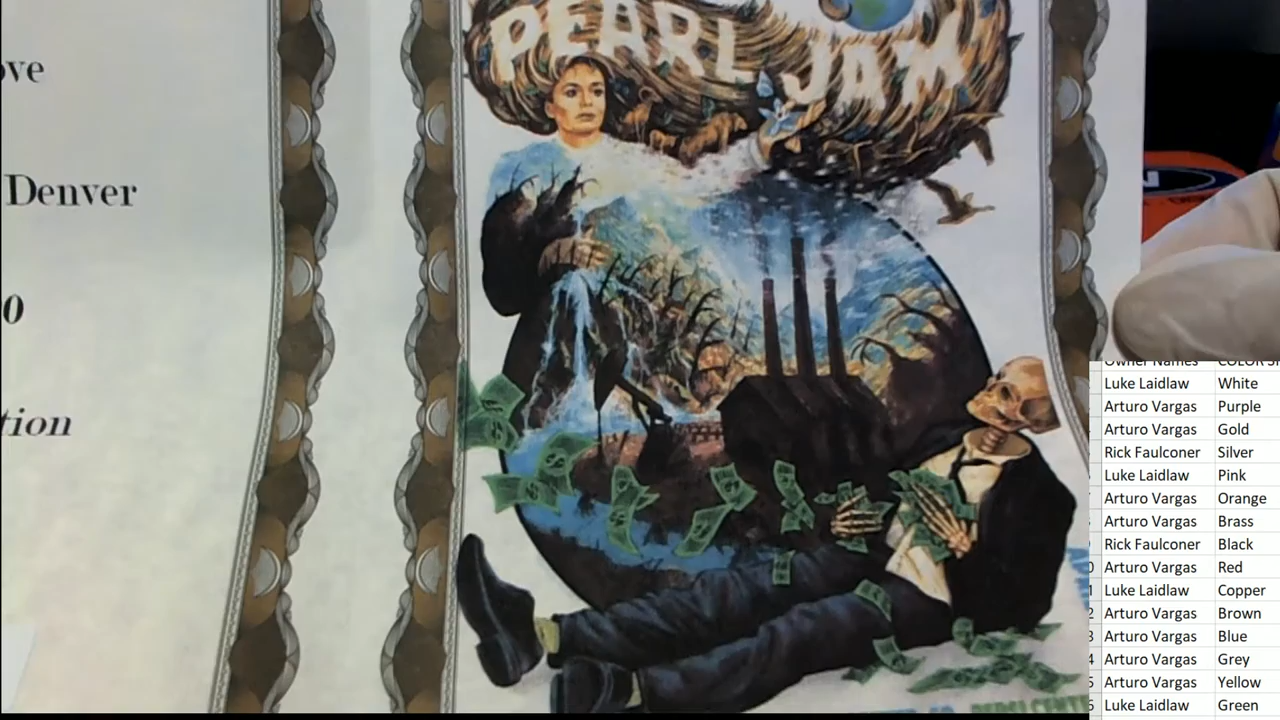 ove
Denver
0
tion
PEARL JAM
Owner Names
Luke Laidlaw White
Arturo Vargas Purple
Arturo Vargas Gold
Rick Faulconer Silver
Luke Laidlaw Pink
Arturo Vargas Orange
Arturo Vargas Brass
Rick Faulconer Black
Arturo Vargas Red
Luke Laidlaw Copper
Arturo Vargas Brown
Arturo Vargas Blue
Arturo Vargas Grey
Arturo Vargas Yellow
Luke Laidlaw Green